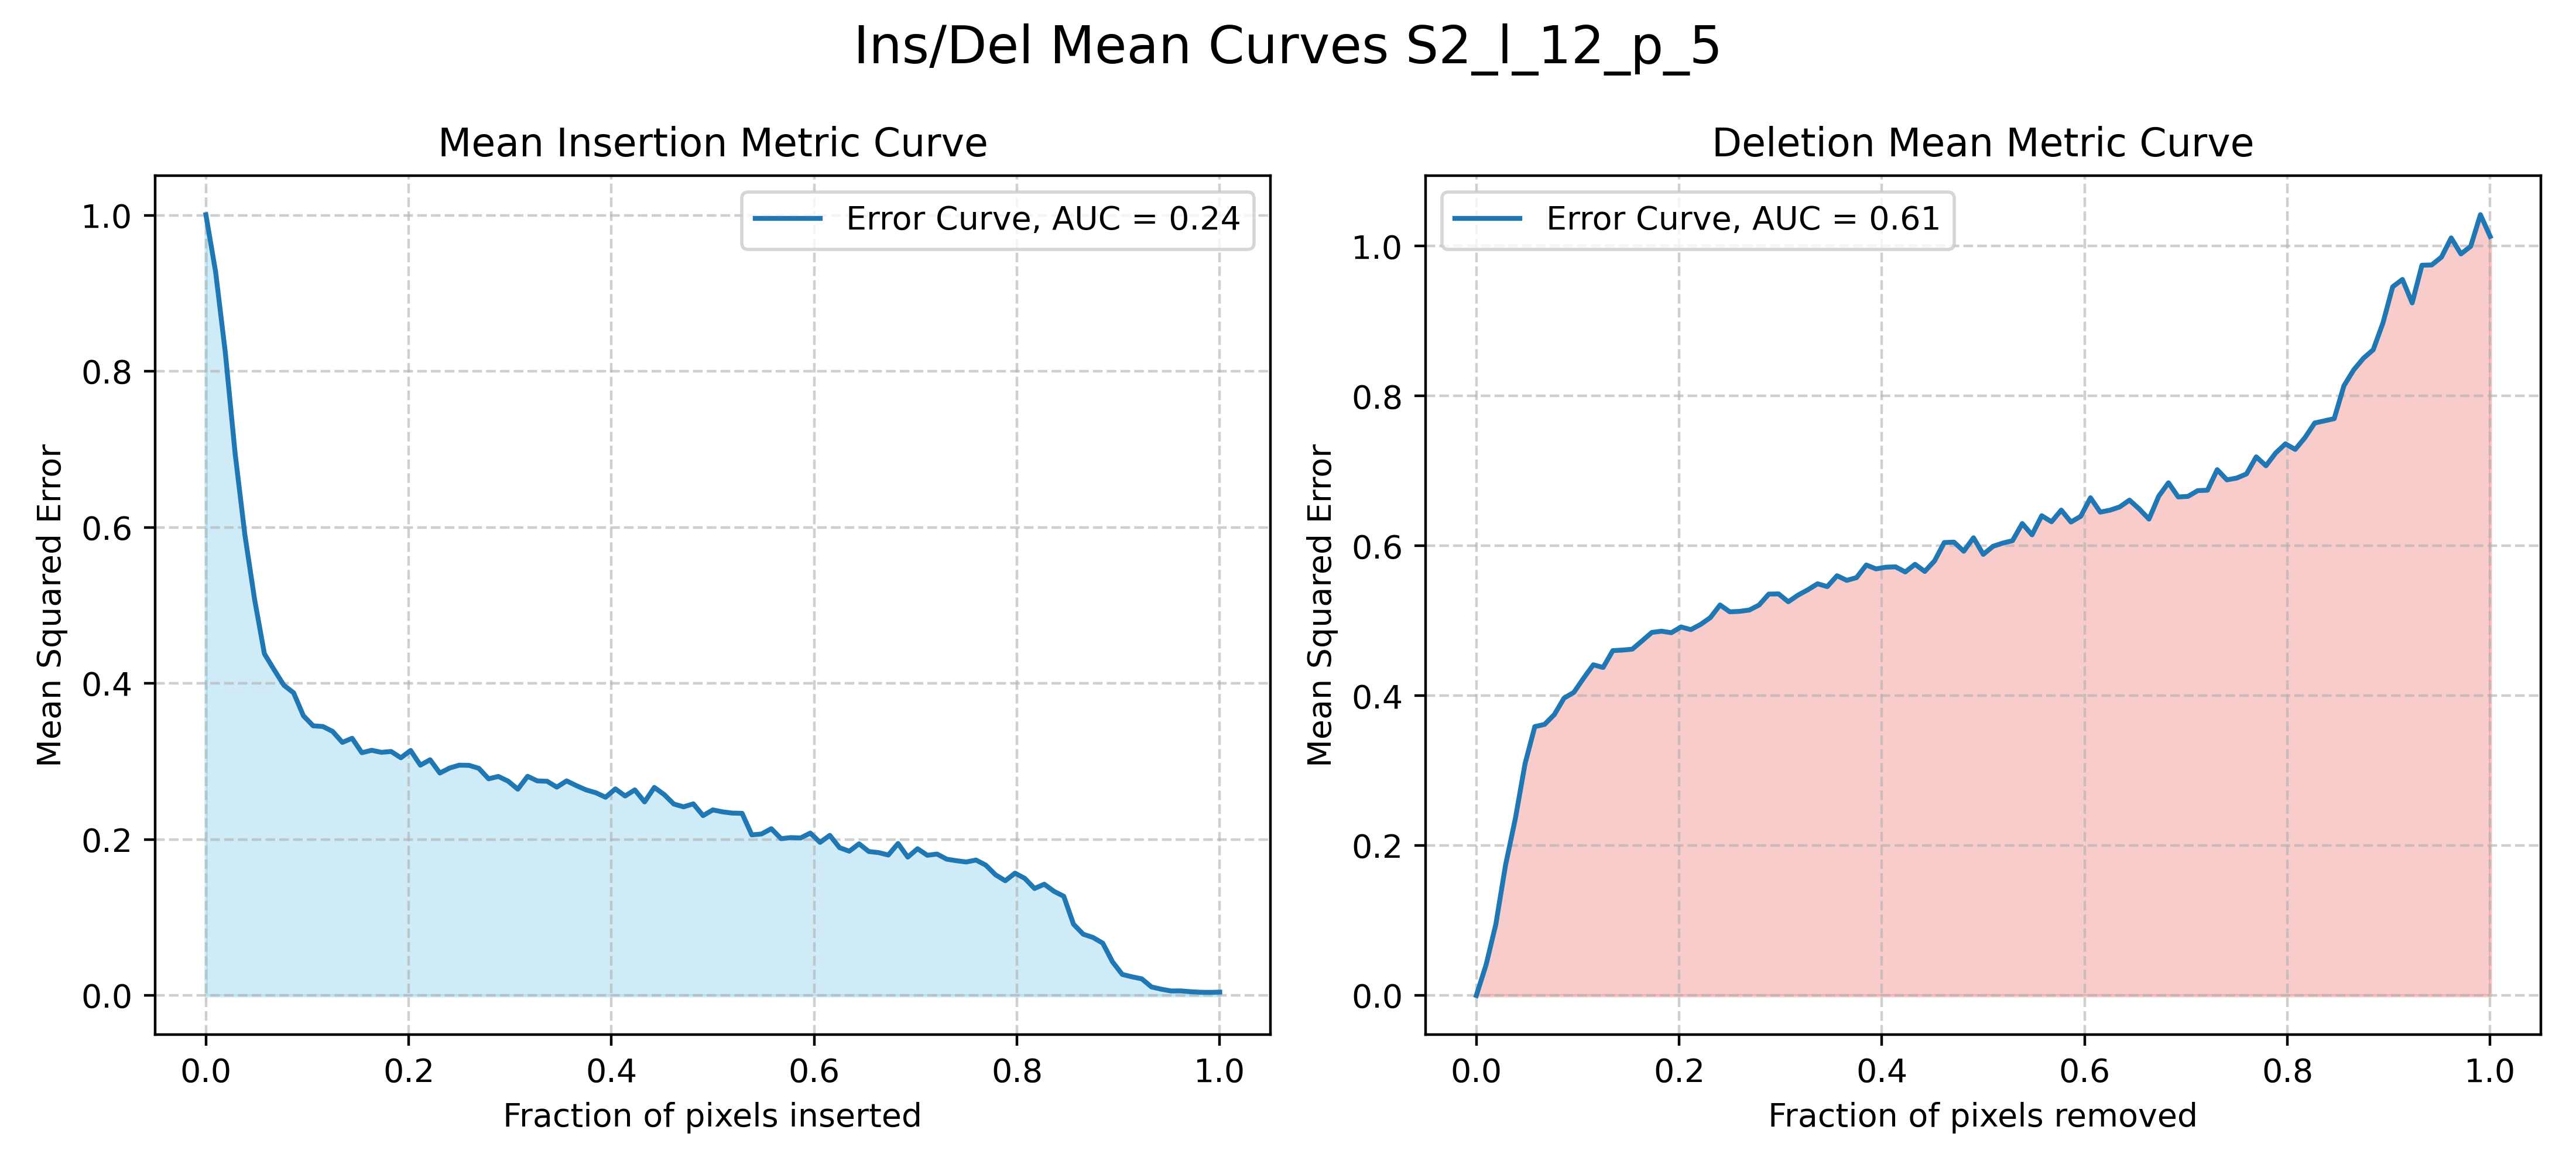 Ins/Del Mean Curves S2_l_12_p_5
Mean Insertion Metric Curve
Error Curve, AUC = 0.24
Mean Squared Error
1.0
0.8
0.6
0.4
0.2
0.0
0.0 0.2 0.4 0.6 0.8 1.0
Fraction of pixels inserted
Deletion Mean Metric Curve
Error Curve, AUC = 0.61
Mean Squared Error
1.0
0.8
0.6
0.4
0.2
0.0
0.0 0.2 0.4 0.6 0.8 1.0
Fraction of pixels removed